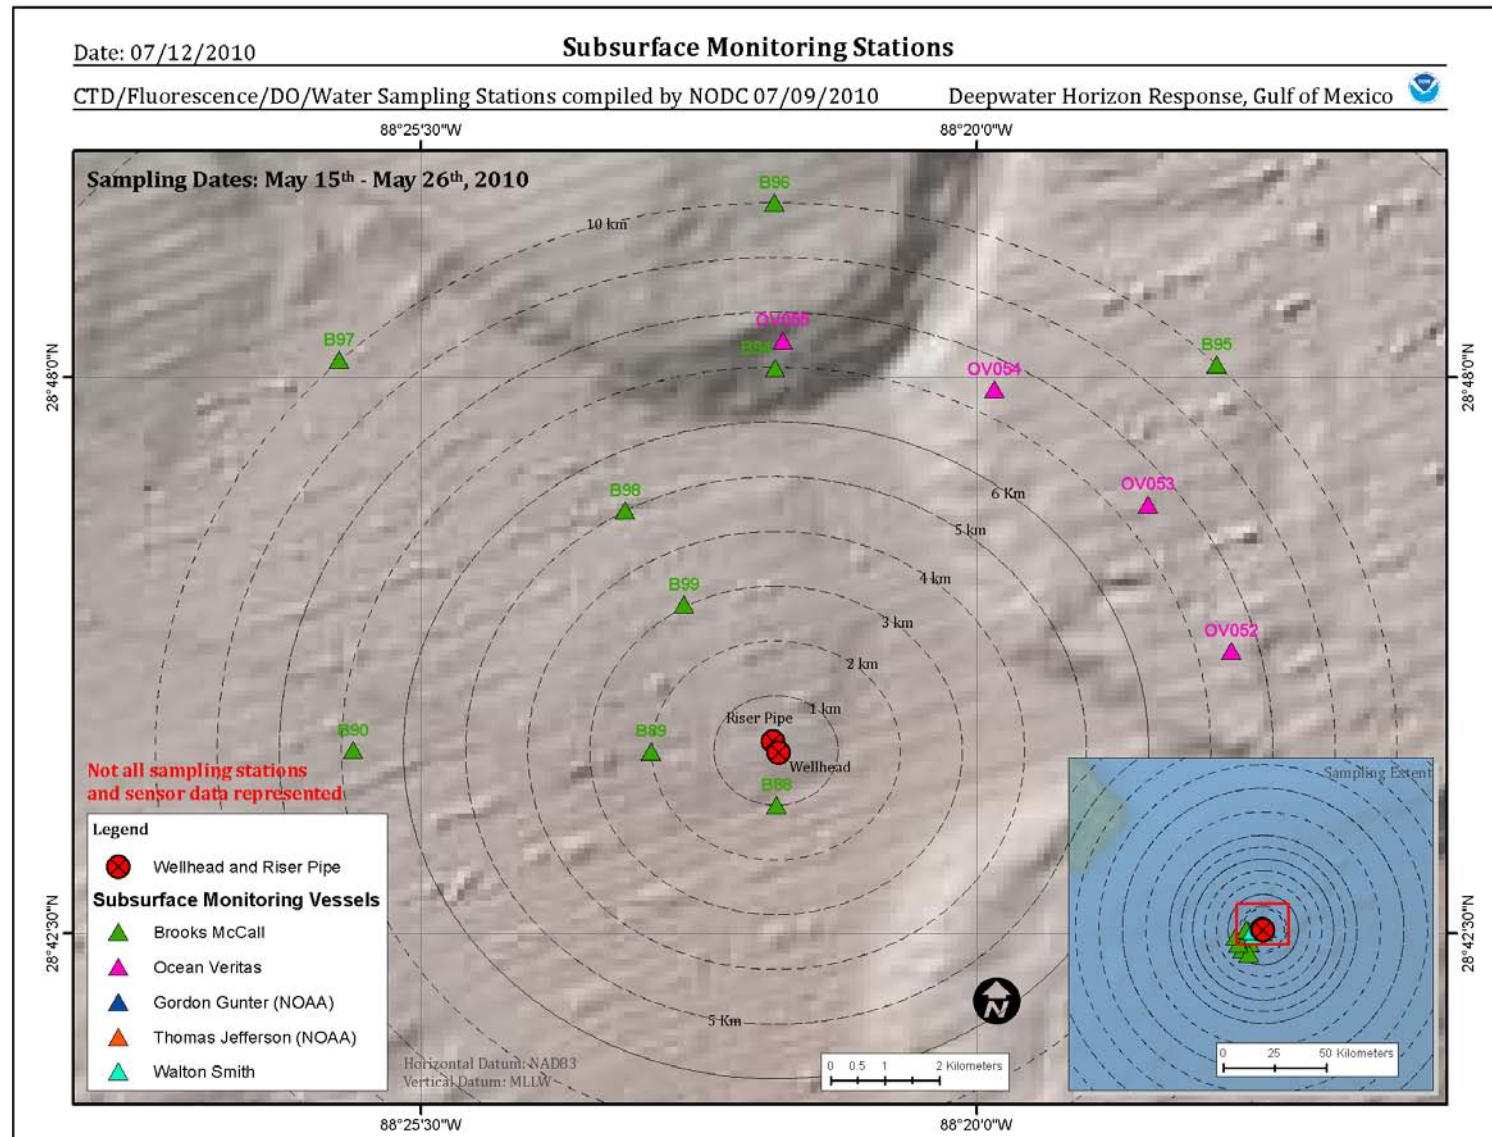 Date: 07/12/2010
Subsurface Monitoring Stations
CTD/Fluorescence/DO/Water Sampling Stations compiled by NODC 07/09/2010
Deepwater Horizon Response, Gulf of Mexico
88°25'30"W
88°20'0"W
Sampling Dates: May 15th - May 26th, 2010
B96
10 km
OV055
B97
B94
B95
OV054
28°48'0"N
28°48'0"N
B98
OV053
6 Km
5 km
B99
4 km
3 km
OV052
2 km
1 km
Riser Pipe
B90
B89
Wellhead
B88
Not all sampling stations
and sensor data represented
Sampling Extent
Legend
Wellhead and Riser Pipe
Subsurface Monitoring Vessels
Brooks McCall
Ocean Veritas
Gordon Gunter (NOAA)
Thomas Jefferson (NOAA)
Walton Smith
28°42'30"N
28°42'30"N
N
5 Km
Horizontal Datum: NAD83
Vertical Datum: MLLW
0 0.5 1 2 Kilometers
0 25 50 Kilometers
88°25'30"W
88°20'0"W